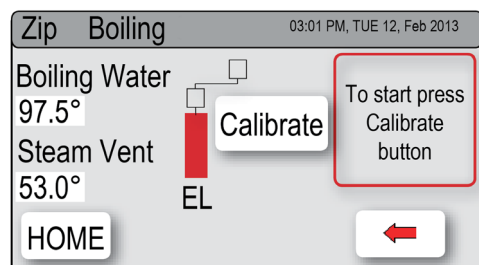 Zip Boiling
03:01 PM, TUE 12, Feb 2013
Boiling Water
97.5°
Steam Vent
53.0°
EL
Calibrate
To start press
Calibrate
button
HOME